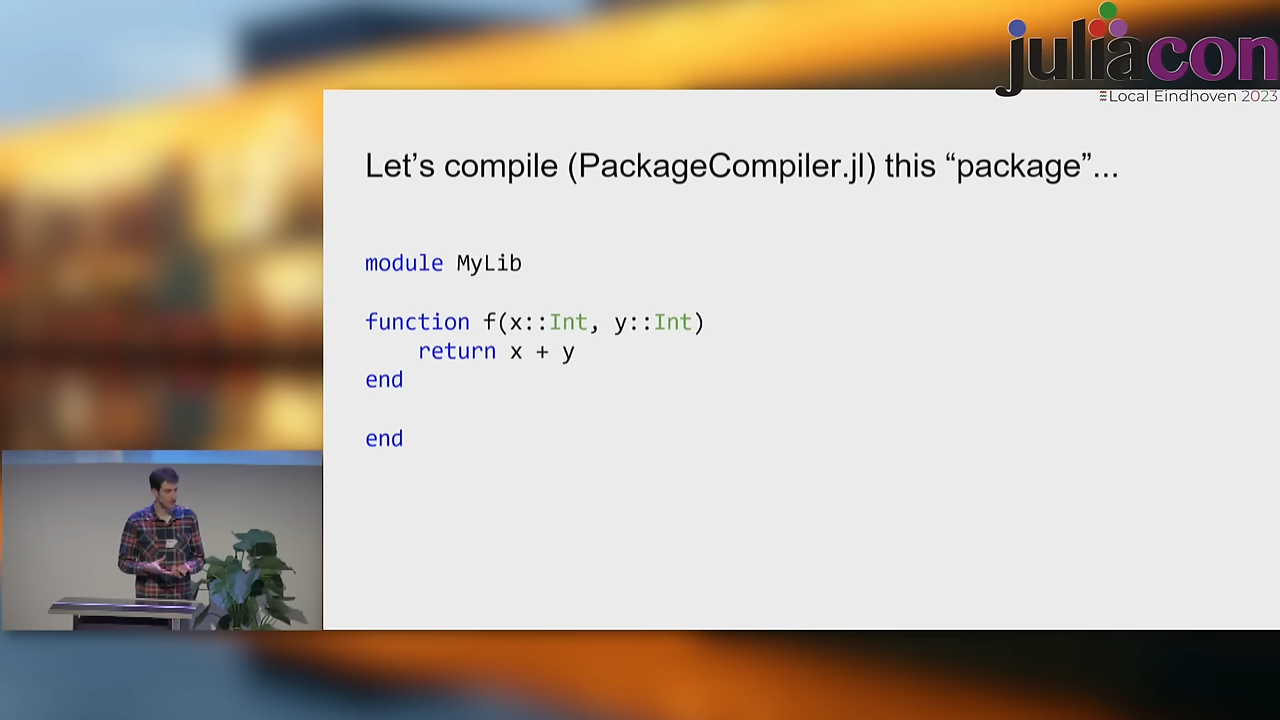 juliacon
Local Eindhoven 2023
Let's compile (PackageCompiler.jl) this “package”...
module MyLib
function f(x::Int, y::Int)
return x + y
end
end